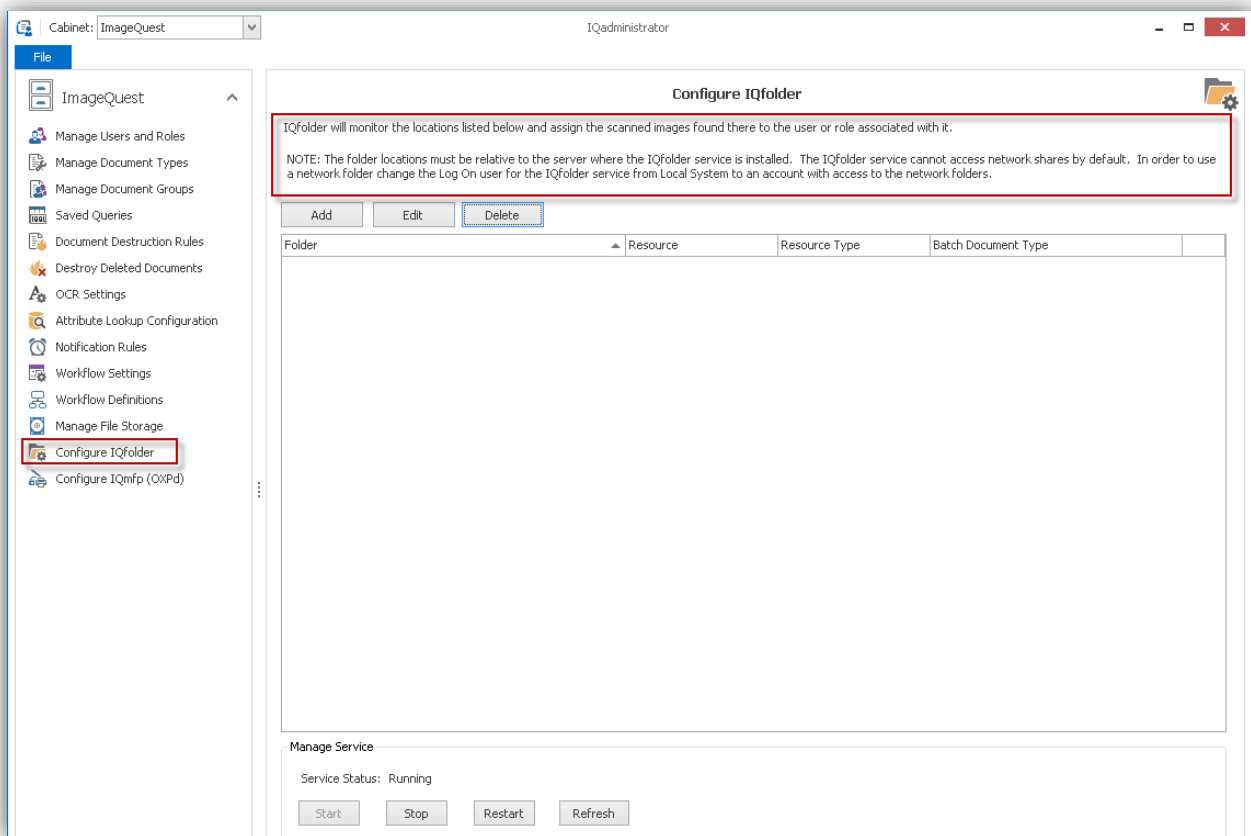 Cabinet: ImageQuest
IQadministrator
File
ImageQuest
Manage Users and Roles
Manage Document Types
Manage Document Groups
Saved Queries
Document Destruction Rules
Destroy Deleted Documents
OCR Settings
Attribute Lookup Configuration
Notification Rules
Workflow Settings
Workflow Definitions
Manage File Storage
Configure IQfolder
Configure IQmfp (OXPd)
Configure IQfolder
IQfolder will monitor the locations listed below and assign the scanned images found there to the user or role associated with it.
NOTE: The folder locations must be relative to the server where the IQfolder service is installed. The IQfolder service cannot access network shares by default. In order to use
a network folder change the Log On user for the IQfolder service from Local System to an account with access to the network folders.
Add Edit Delete
Folder Resource Resource Type Batch Document Type
Manage Service
Service Status: Running
Start Stop Restart Refresh